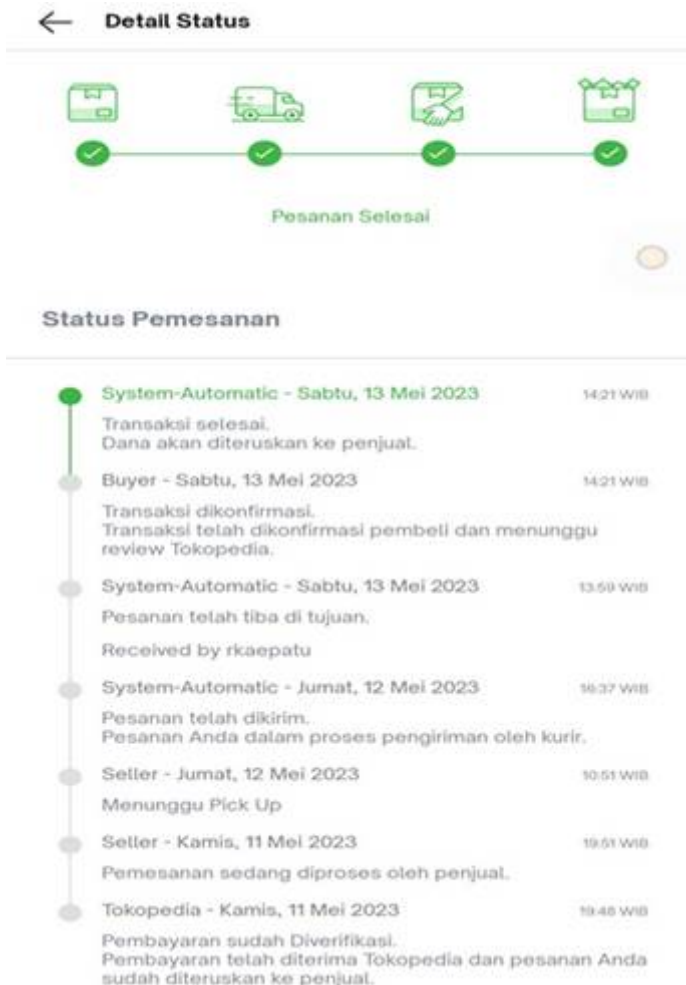 Detail Status
Pesanan Selesai
Status Pemesanan
System-Automatic - Sabtu, 13 Mei 2023 14:21 WIB
Transaksi selesai.
Dana akan diteruskan ke penjual.
Buyer - Sabtu, 13 Mei 2023 14:21 WIB
Transaksi dikonfirmasi.
Transaksi telah dikonfirmasi pembeli dan menunggu
review Tokopedia.
System-Automatic - Sabtu, 13 Mei 2023 13:59 WIB
Pesanan telah tiba di tujuan.
Received by rkaepatu
System-Automatic - Jumat, 12 Mei 2023 16:37 WIB
Pesanan telah dikirim.
Pesanan Anda dalam proses pengiriman oleh kurir.
Seller - Jumat, 12 Mei 2023 10:51 WIB
Menunggu Pick Up
Seller - Kamis, 11 Mei 2023 19:51 WIB
Pemesanan sedang diproses oleh penjual.
Tokopedia - Kamis, 11 Mei 2023 19:48 WIB
Pembayaran sudah Diverifikasi.
Pembayaran telah diterima Tokopedia dan pesanan Anda
sudah diteruskan ke penjual.